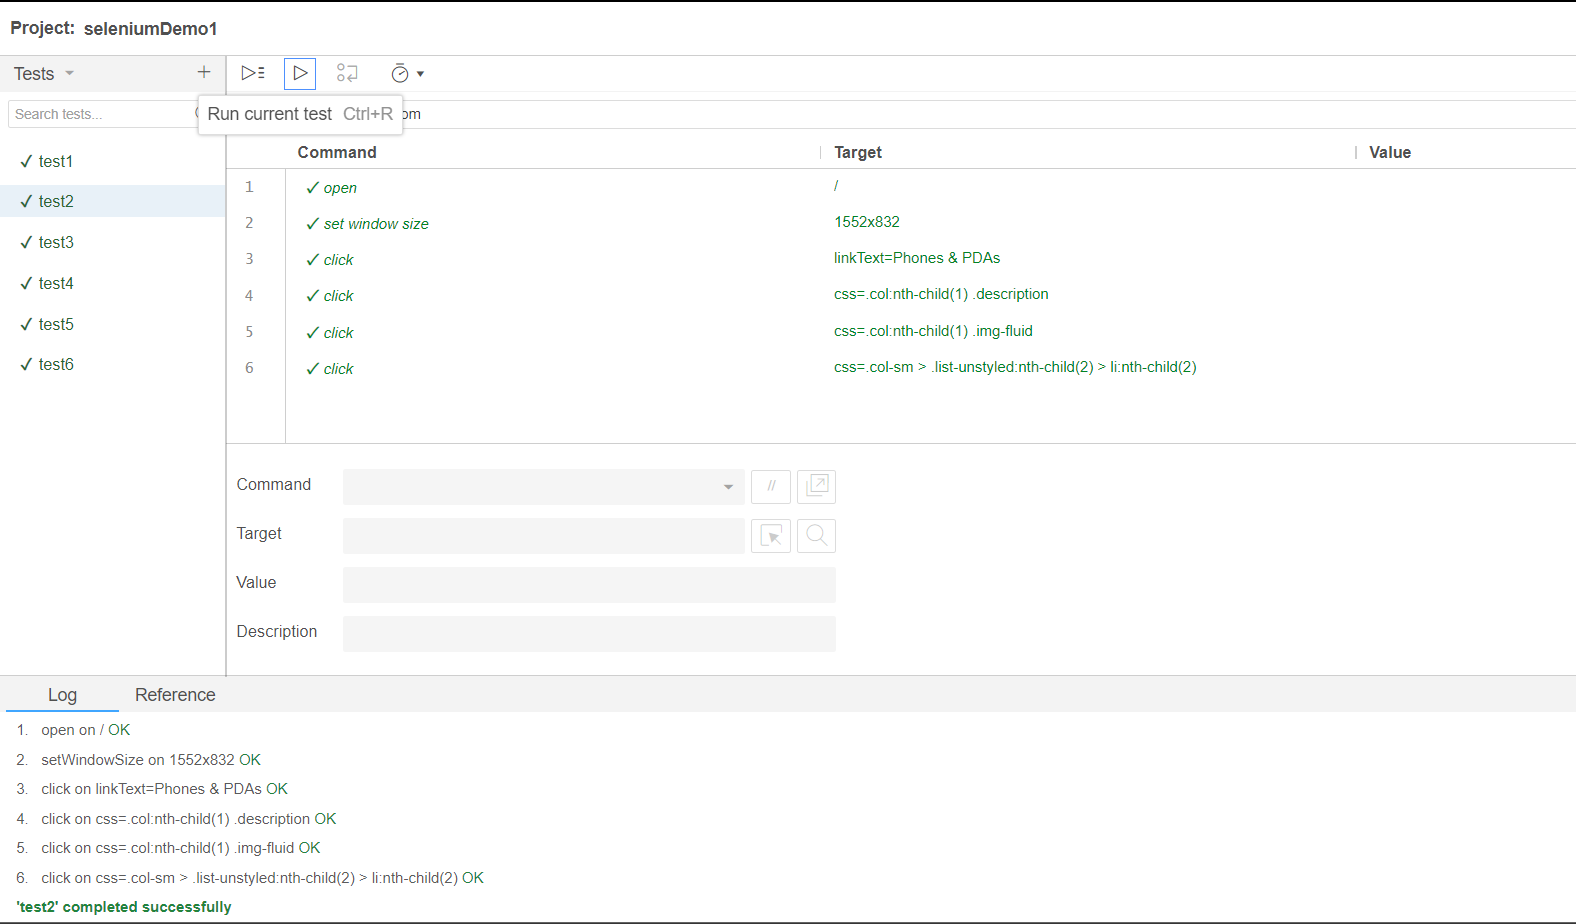 Project: seleniumDemo1
Tests
Run current test Ctrl+R
Search tests...
om
test1
test2
test3
test4
test5
test6
Command Target Value
1 open /
2 set window size 1552x832
3 click linkText=Phones & PDAs
4 click css=.col:nth-child(1) .description
5 click css=.col:nth-child(1) .img-fluid
6 click css=.col-sm > .list-unstyled:nth-child(2) > li:nth-child(2)
Command //
Target
Value
Description
Log Reference
1. open on / OK
2. setWindowSize on 1552x832 OK
3. click on linkText=Phones & PDAs OK
4. click on css=.col:nth-child(1) .description OK
5. click on css=.col:nth-child(1) .img-fluid OK
6. click on css=.col-sm > .list-unstyled:nth-child(2) > li:nth-child(2) OK
'test2' completed successfully